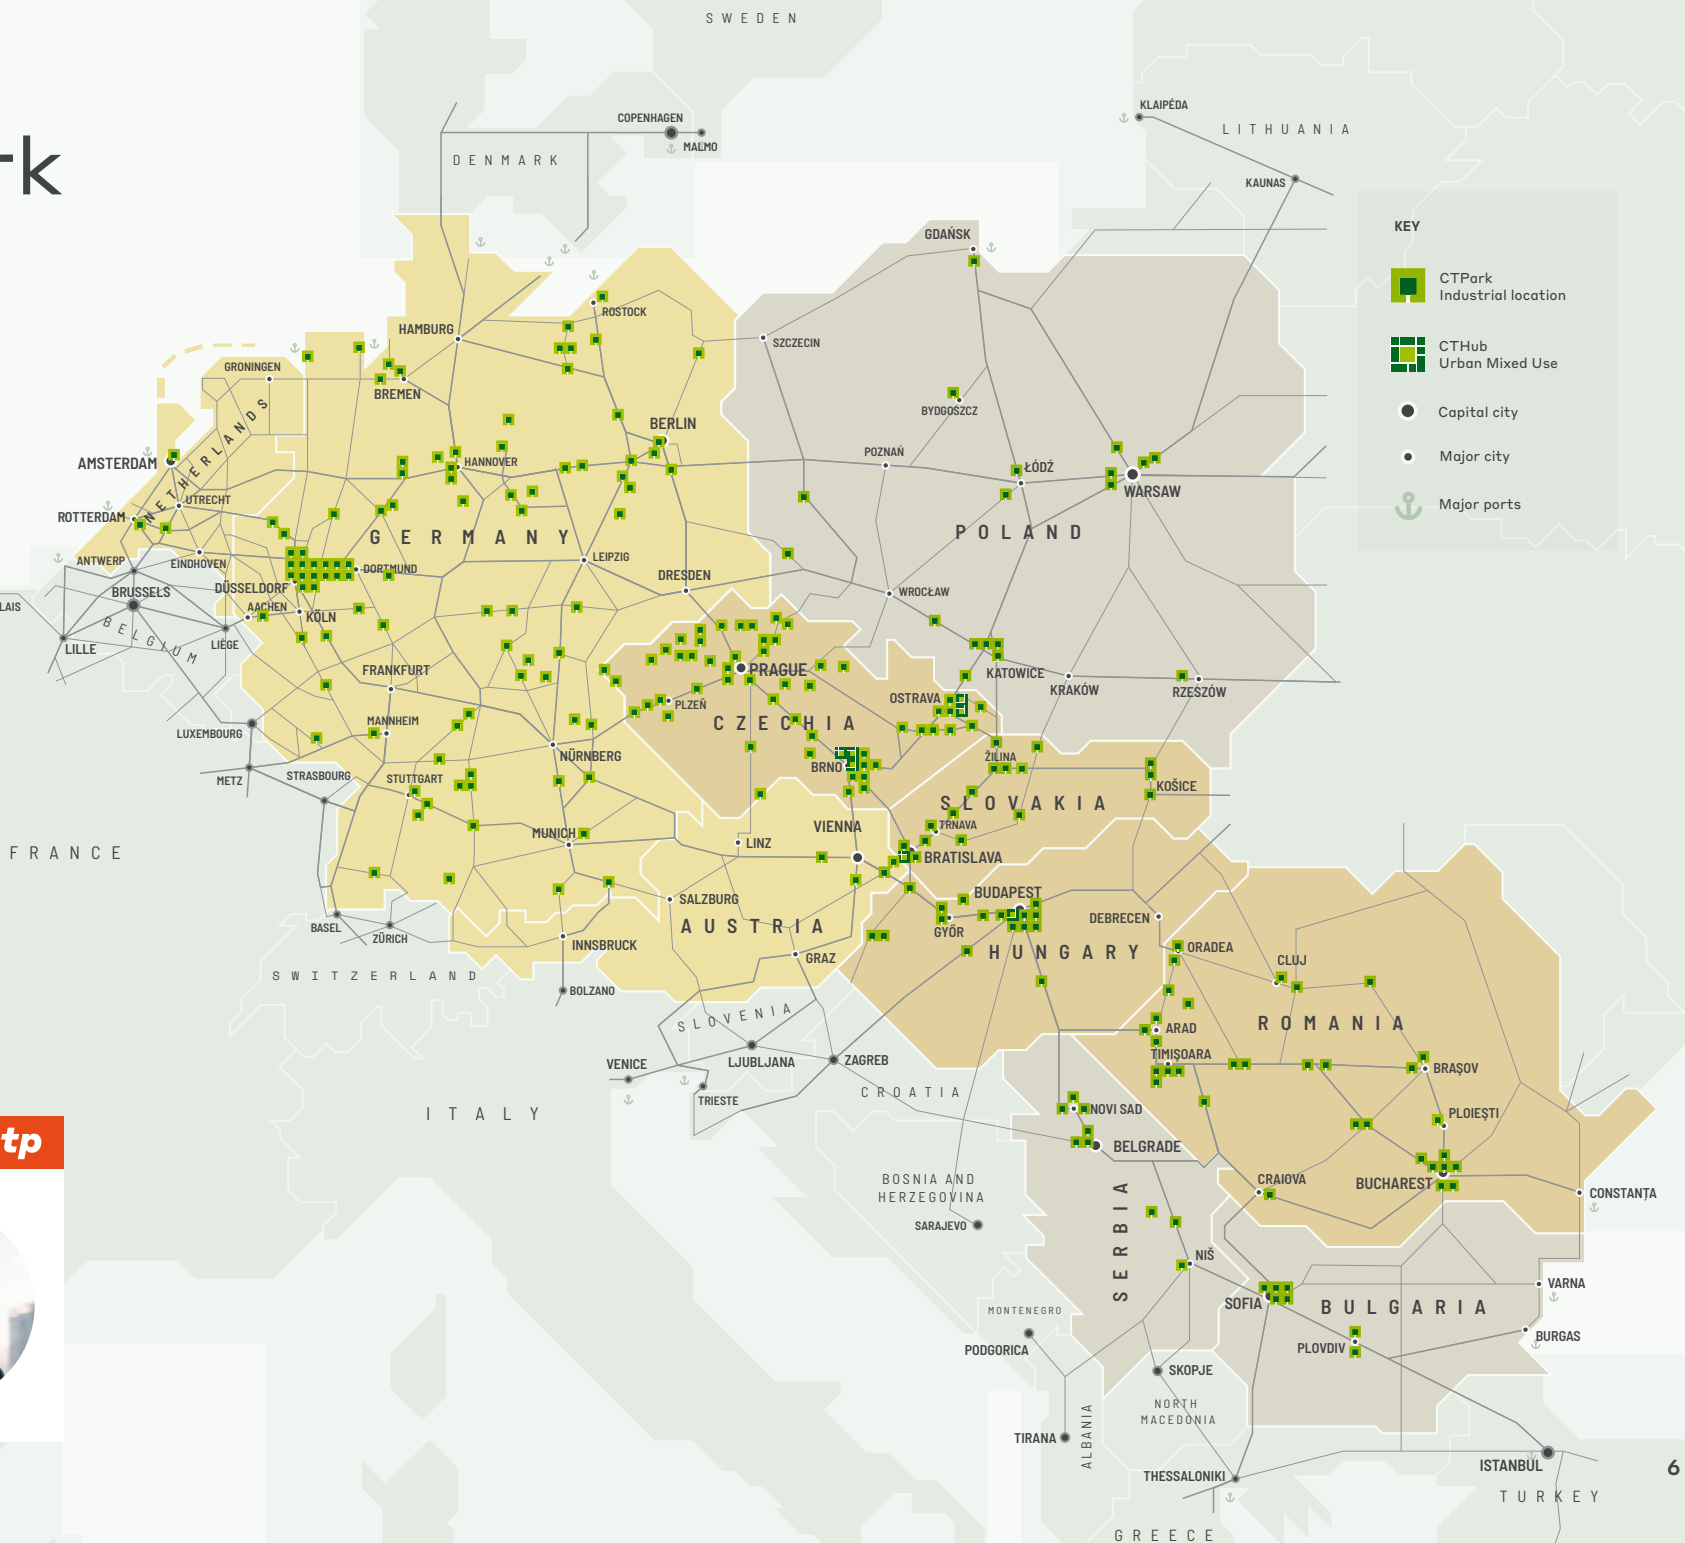 rk
SWEDEN
KLAIPĖDA
COPENHAGEN
LITHUANIA
MALMO
DENMARK
KAUNAS
KEY
CTPark
Industrial location
CTHub
Urban Mixed Use
Capital city
Major city
Major ports
GDAŃSK
ROSTOCK
HAMBURG
SZCZECIN
GRONINGEN
BREMEN
BYDGOSZCZ
BERLIN
NETHERLANDS
AMSTERDAM
HANNOVER
POZNAŃ
ŁÓDŹ
WARSAW
UTRECHT
ROTTERDAM
GERMANY
POLAND
ANTWERP
EINDHOVEN
DORTMUND
LEIPZIG
DRESDEN
BRUSSELS
DÜSSELDORF
WROCŁAW
LAIS
AACHEN
KÖLN
BELGIUM
LIÈGE
LILLE
FRANKFURT
PRAGUE
KATOWICE
KRAKÓW
RZESZÓW
OSTRAVA
PLZEŇ
LUXEMBOURG
MANNHEIM
CZECHIA
NÜRNBERG
ŽILINA
BRNO
METZ
STRASBOURG
STUTTGART
KOŠICE
SLOVAKIA
VIENNA
TRNAVA
MUNICH
LINZ
FRANCE
BRATISLAVA
SALZBURG
BUDAPEST
DEBRECEN
BASEL
ZÜRICH
AUSTRIA
GYÖR
INNSBRUCK
HUNGARY
ORADEA
GRAZ
CLUJ
SWITZERLAND
BOLZANO
SLOVENIA
ROMANIA
ARAD
TIMIȘOARA
VENICE
LJUBLJANA
ZAGREB
BRAȘOV
TRIESTE
CROATIA
NOVI SAD
PLOIEȘTI
ITALY
tp
BELGRADE
BOSNIA AND
HERZEGOVINA
CRAIOVA
BUCHAREST
CONSTANȚA
SARAJEVO
SERBIA
NIŠ
VARNA
SOFIA
BULGARIA
MONTENEGRO
PODGORICA
PLOVDIV
BURGAS
SKOPJE
NORTH
MACEDONIA
TIRANA
ALBANIA
ISTANBUL
6
THESSALONIKI
TURKEY
GREECE